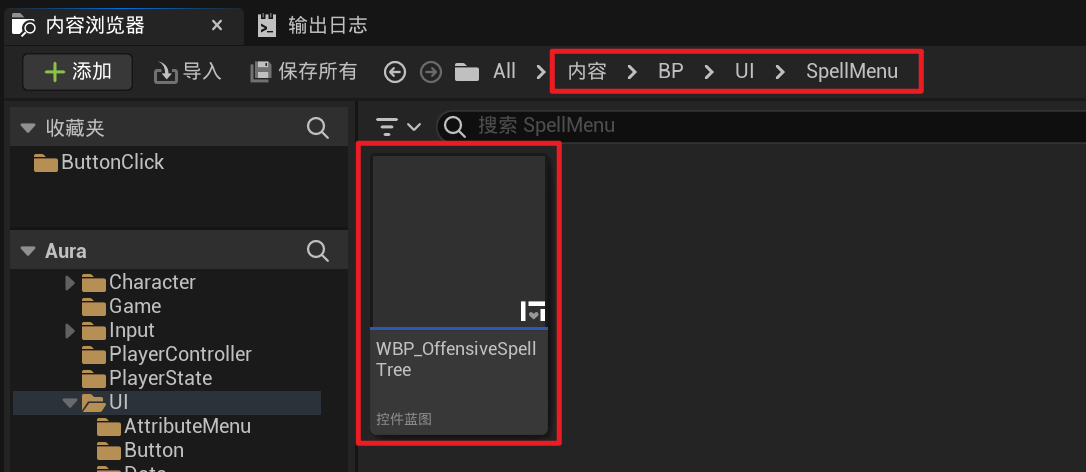 内容浏览器
输出日志
添加
导入
保存所有
All
内容
BP
UI
SpellMenu
收藏夹
搜索 SpellMenu
ButtonClick
Aura
Character
Game
Input
PlayerController
PlayerState
UI
AttributeMenu
Button
WBP_OffensiveSpell
Tree
控件蓝图